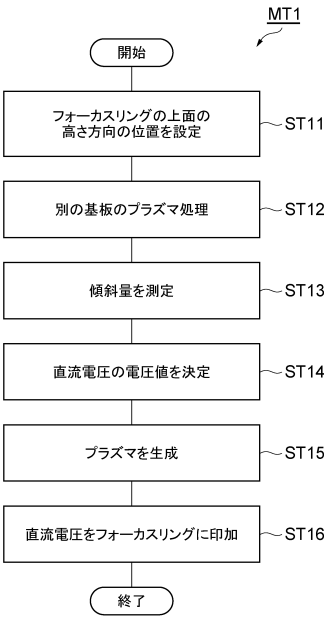 MT1
開始
フォーカスリングの上面の
高さ方向の位置を設定
ST11
別の基板のプラズマ処理
ST12
傾斜量を測定
ST13
直流電圧の電圧値を決定
ST14
プラズマを生成
ST15
直流電圧をフォーカスリングに印加
ST16
終了